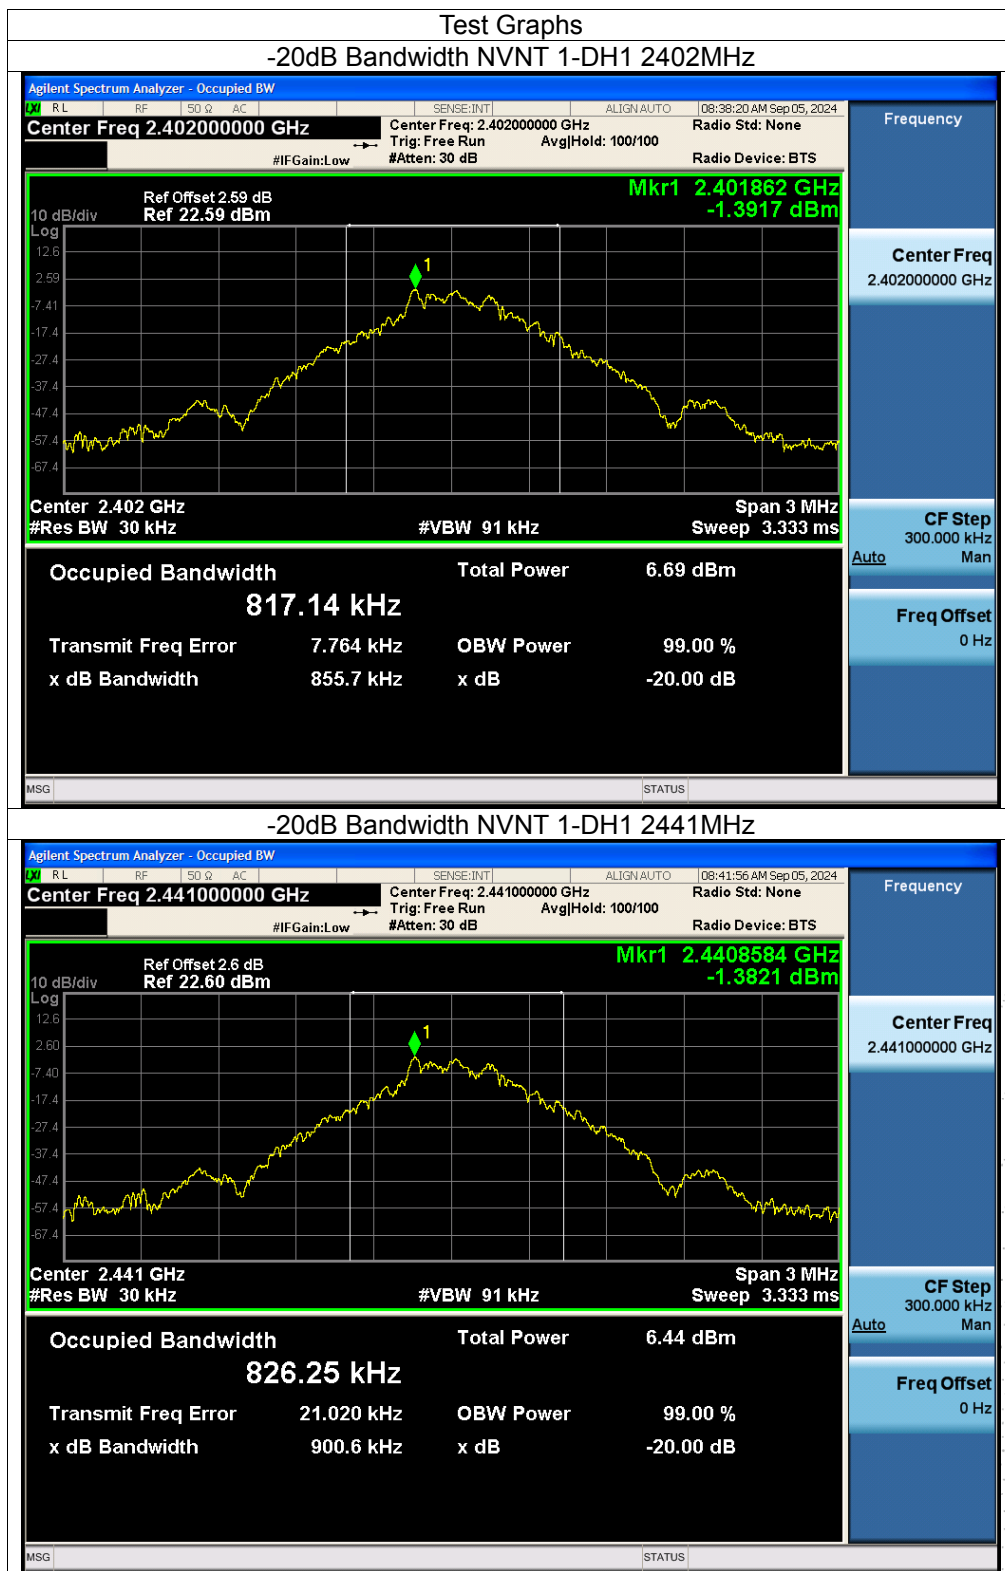 Test Graphs
-20dB Bandwidth NVNT 1-DH1 2402MHz
Agilent Spectrum Analyzer - Occupied BW
LXI RL RF 50 Ω AC SENSE:INT ALIGN AUTO 08:38:20 AM Sep 05, 2024
Center Freq 2.402000000 GHz
Center Freq: 2.402000000 GHz Radio Std: None
Trig: Free Run Avg|Hold: 100/100
#IFGain:Low #Atten: 30 dB Radio Device: BTS
Frequency
Mkr1 2.401862 GHz
-1.3917 dBm
Ref Offset 2.59 dB
10 dB/div Ref 22.59 dBm
Log
12.6
2.59
-7.41
-17.4
-27.4
-37.4
-47.4
-57.4
-67.4
1
Center Freq
2.402000000 GHz
Center 2.402 GHz Span 3 MHz
#Res BW 30 kHz #VBW 91 kHz Sweep 3.333 ms
CF Step
300.000 kHz
Auto Man
Occupied Bandwidth Total Power 6.69 dBm
817.14 kHz
Transmit Freq Error 7.764 kHz OBW Power 99.00 %
x dB Bandwidth 855.7 kHz x dB -20.00 dB
Freq Offset
0 Hz
MSG STATUS
-20dB Bandwidth NVNT 1-DH1 2441MHz
Agilent Spectrum Analyzer - Occupied BW
LXI RL RF 50 Ω AC SENSE:INT ALIGN AUTO 08:41:56 AM Sep 05, 2024
Center Freq 2.441000000 GHz
Center Freq: 2.441000000 GHz Radio Std: None
Trig: Free Run Avg|Hold: 100/100
#IFGain:Low #Atten: 30 dB Radio Device: BTS
Frequency
Mkr1 2.4408584 GHz
-1.3821 dBm
Ref Offset 2.6 dB
10 dB/div Ref 22.60 dBm
Log
12.6
2.60
-7.40
-17.4
-27.4
-37.4
-47.4
-57.4
-67.4
1
Center Freq
2.441000000 GHz
Center 2.441 GHz Span 3 MHz
#Res BW 30 kHz #VBW 91 kHz Sweep 3.333 ms
CF Step
300.000 kHz
Auto Man
Occupied Bandwidth Total Power 6.44 dBm
826.25 kHz
Transmit Freq Error 21.020 kHz OBW Power 99.00 %
x dB Bandwidth 900.6 kHz x dB -20.00 dB
Freq Offset
0 Hz
MSG STATUS